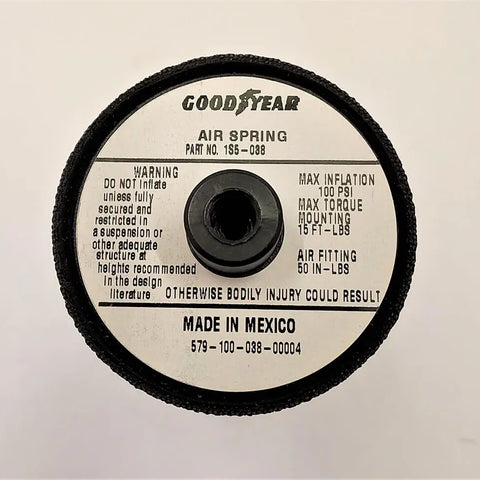 GOODYEAR
AIR SPRING
PART NO. 1S5-038
WARNING
DO NOT Inflate
unless fully
secured and
restricted in
a suspension or
other adequate
structure at
heights recommended
in the design
literature
OTHERWISE BODILY INJURY COULD RESULT
MAX INFLATION
100 PSI
MAX TORQUE
MOUNTING
15 FT-LBS
AIR FITTING
50 IN-LBS
MADE IN MEXICO
579-100-038-00004